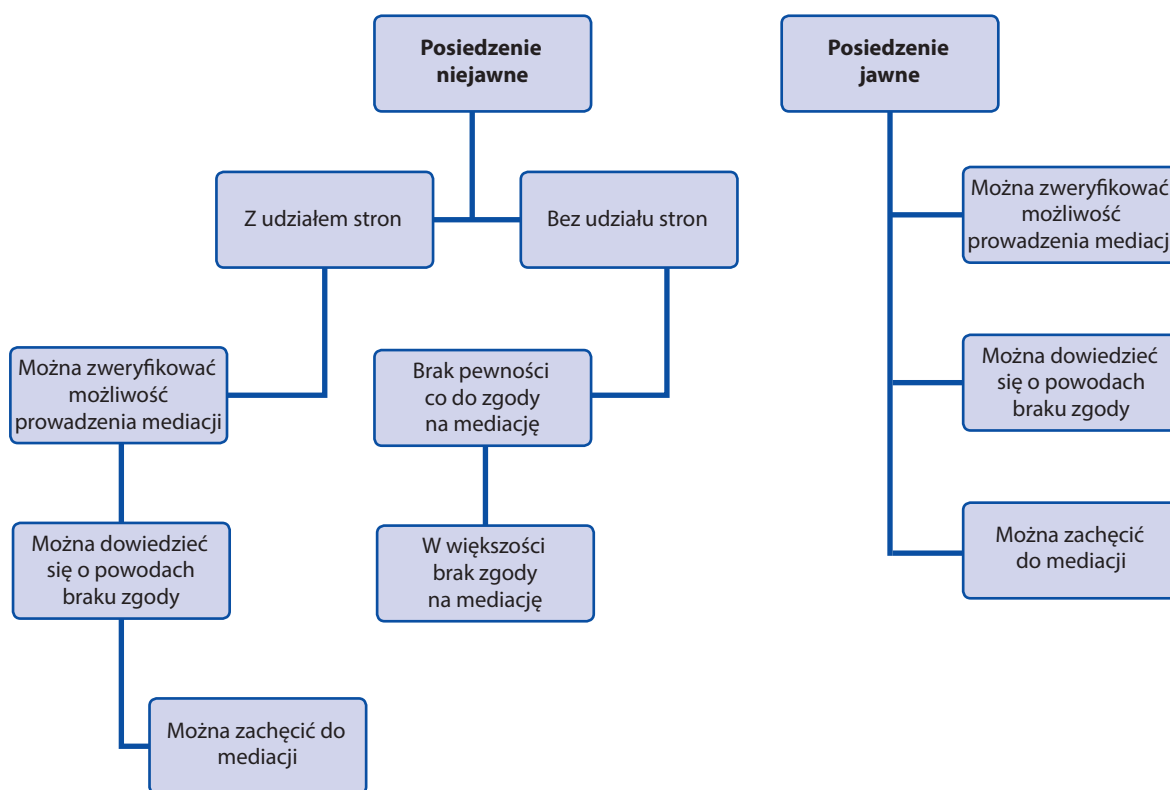 Posiedzenie
niejawne
Posiedzenie
jawne
Z udziałem stron
Bez udziału stron
Można zweryfikować
możliwość
prowadzenia mediacji
Można zweryfikować
możliwość
prowadzenia mediacji
Brak pewności
co do zgody
na mediację
Można dowiedzieć
się o powodach
braku zgody
Można dowiedzieć
się o powodach
braku zgody
W większości
brak zgody
na mediację
Można zachęcić
do mediacji
Można zachęcić do
mediacji